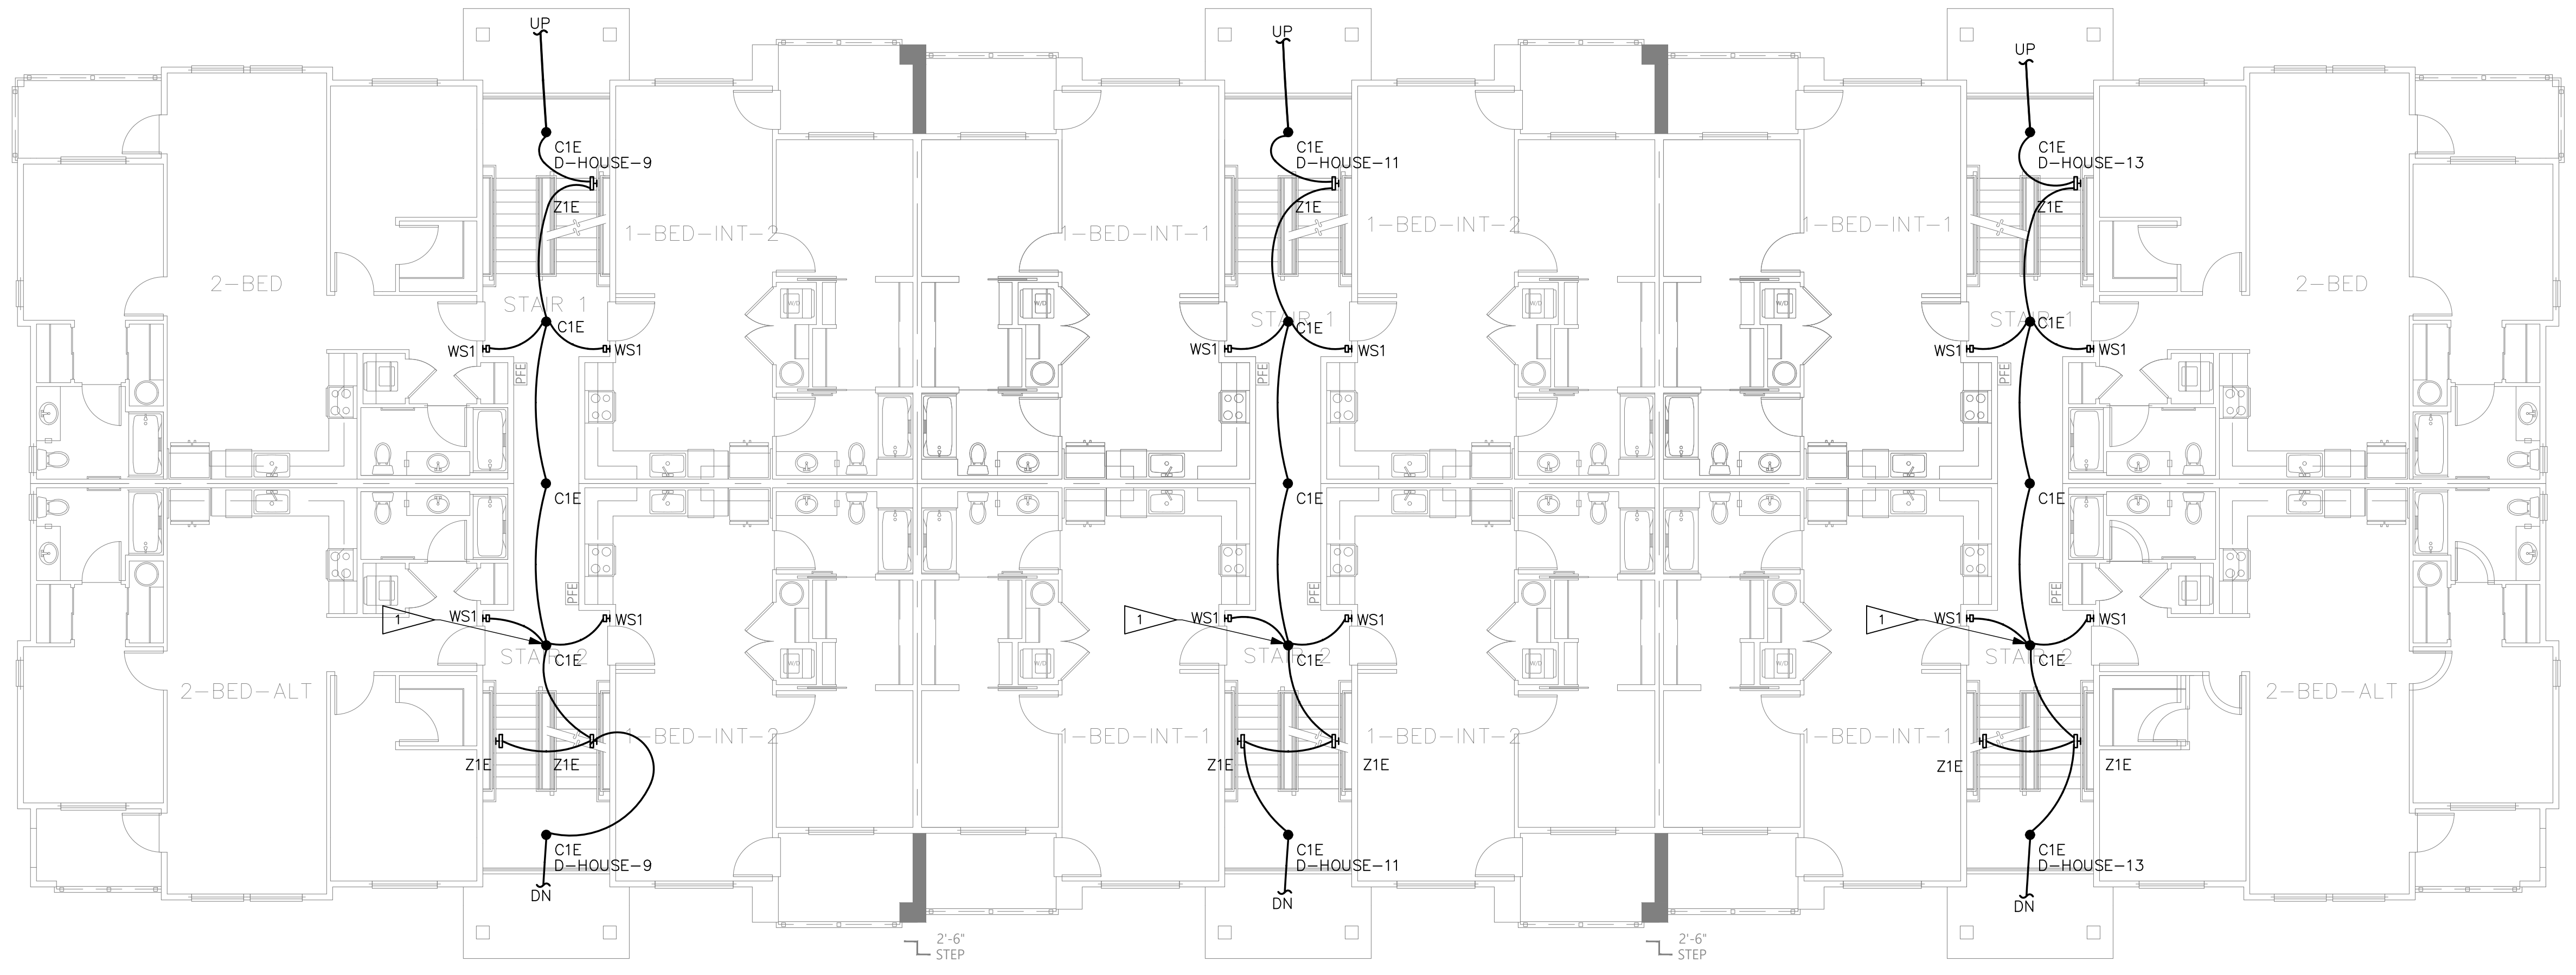 UP
UP
UP
C1E
D-HOUSE-9
C1E
D-HOUSE-11
C1E
D-HOUSE-13
Z1E
Z1E
Z1E
1-BED-INT-2
1-BED-INT-1
1-BED-INT-2
1-BED-INT-1
2-BED
2-BED
STAIR 1
STAIR 1
STAIR 1
W/D
W/D
W/D
W/D
C1E
C1E
C1E
WS1
WS1
WS1
WS1
WS1
WS1
PFE
PFE
PFE
C1E
C1E
C1E
PFE
PFE
PFE
1
WS1
WS1
1
WS1
WS1
1
WS1
WS1
STAIR 2
C1E
STAIR 2
C1E
STAIR 2
C1E
W/D
W/D
W/D
W/D
2-BED-ALT
2-BED-ALT
1-BED-INT-2
1-BED-INT-1
1-BED-INT-2
1-BED-INT-1
Z1E
Z1E
Z1E
Z1E
Z1E
Z1E
C1E
D-HOUSE-9
C1E
D-HOUSE-11
C1E
D-HOUSE-13
DN
DN
DN
2'-6"
STEP
2'-6"
STEP